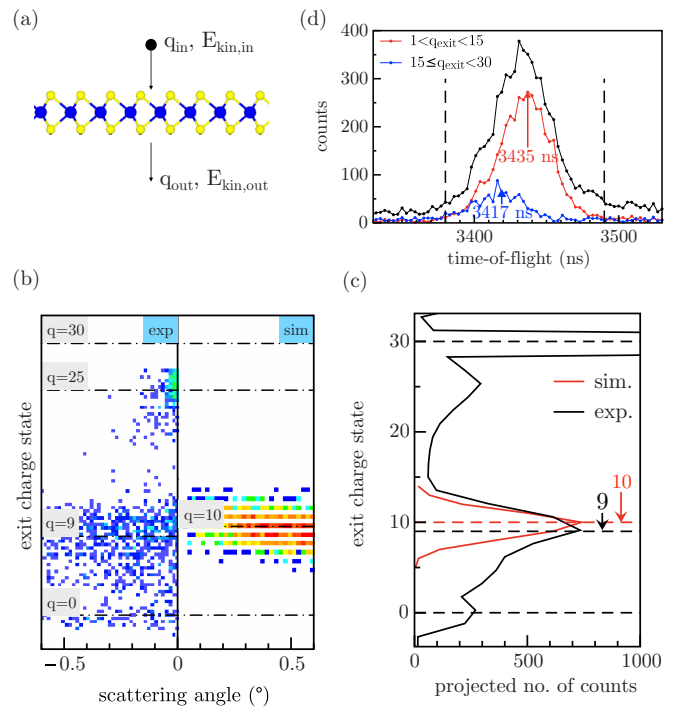 (a)
q_in, E_kin,in
q_out, E_kin,out
(d)
1<q_exit<15
15≤q_exit<30
400
300
200
100
0
counts
3435 ns
3417 ns
3400
3500
time-of-flight (ns)
(b)
q=30
exp
sim
q=25
q=9
q=10
q=0
exit charge state
−0.5
0
0.5
scattering angle (°)
(c)
30
20
10
0
exit charge state
sim.
exp.
9
10
0
500
1000
projected no. of counts